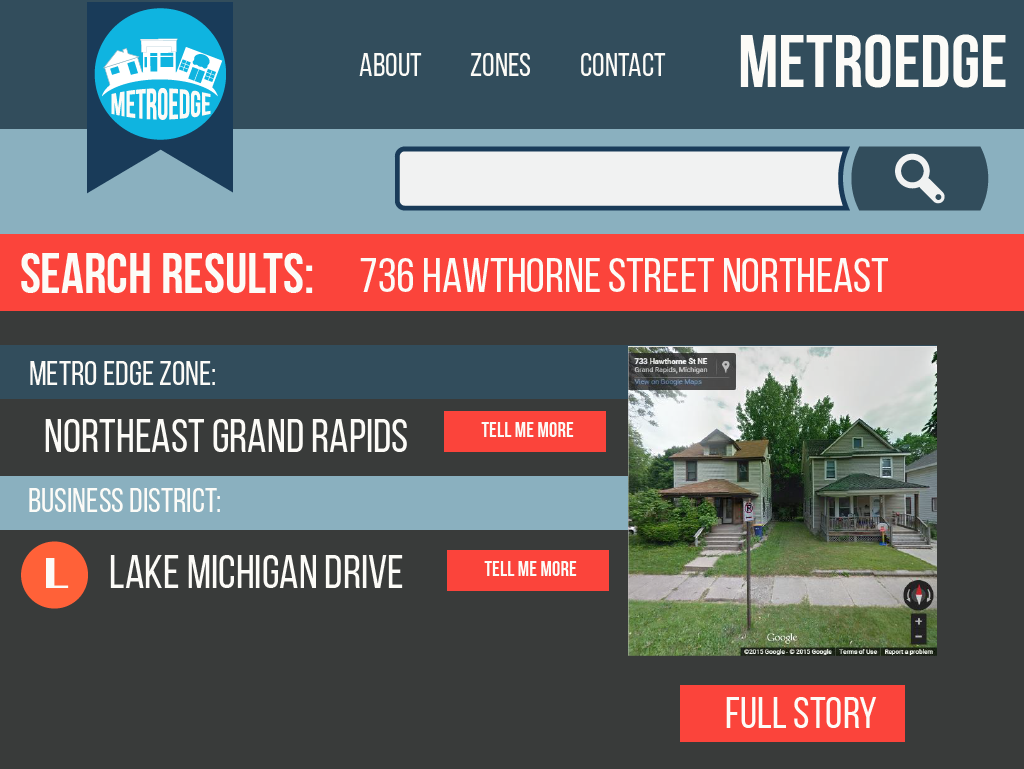 METROEDGE
ABOUT ZONES CONTACT
METROEDGE
SEARCH RESULTS: 736 HAWTHORNE STREET NORTHEAST
METRO EDGE ZONE:
NORTHEAST GRAND RAPIDS TELL ME MORE
BUSINESS DISTRICT:
L LAKE MICHIGAN DRIVE TELL ME MORE
733 Hawthorne St NE
Grand Rapids, Michigan
View on Google Maps
Google
©2015 Google - © 2015 Google Terms of Use Report a problem
FULL STORY